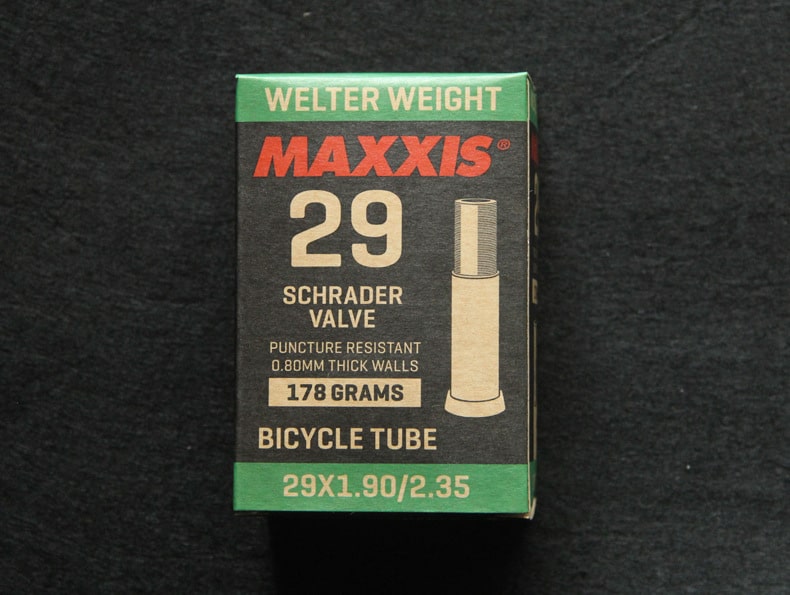 WELTER WEIGHT
MAXXIS®
29
SCHRADER
VALVE
PUNCTURE RESISTANT
0.80MM THICK WALLS
178 GRAMS
BICYCLE TUBE
29X1.90/2.35